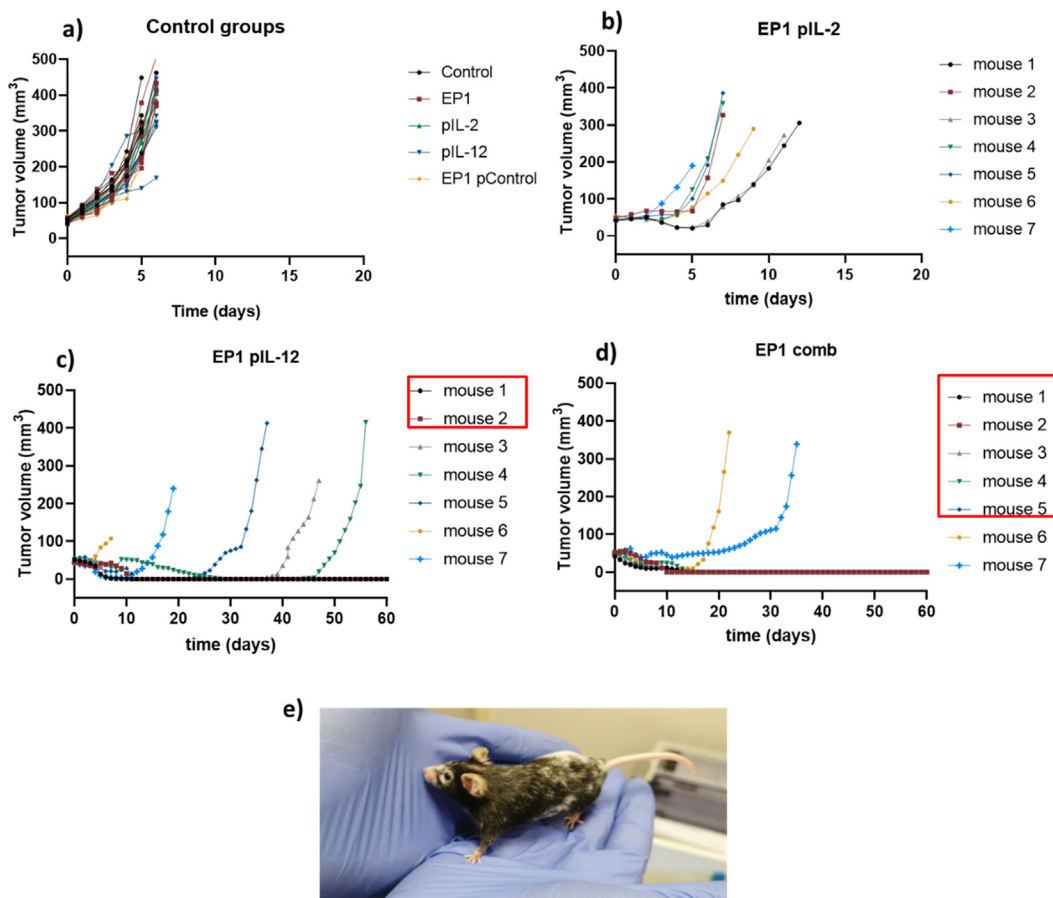 a)
Control groups
Tumor volume (mm³)
500
400
300
200
100
0
0
5
10
15
20
Time (days)
Control
EP1
pIL-2
pIL-12
EP1 pControl
b)
EP1 pIL-2
Tumor volume (mm³)
500
400
300
200
100
0
0
5
10
15
20
time (days)
mouse 1
mouse 2
mouse 3
mouse 4
mouse 5
mouse 6
mouse 7
c)
EP1 pIL-12
Tumor volume (mm³)
500
400
300
200
100
0
0
10
20
30
40
50
60
time (days)
mouse 1
mouse 2
mouse 3
mouse 4
mouse 5
mouse 6
mouse 7
d)
EP1 comb
Tumor volume (mm³)
500
400
300
200
100
0
0
10
20
30
40
50
60
time (days)
mouse 1
mouse 2
mouse 3
mouse 4
mouse 5
mouse 6
mouse 7
e)